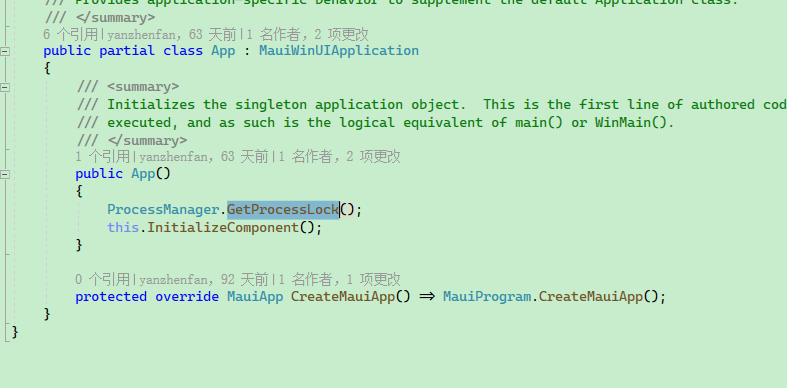 /// Provides application-specific behavior to supplement the default Application class.
/// </summary>
6 个引用|yanzhenfan，63 天前|1 名作者，2 项更改
public partial class App : MauiWinUIApplication
{
/// <summary>
/// Initializes the singleton application object.  This is the first line of authored cod
/// executed, and as such is the logical equivalent of main() or WinMain().
/// </summary>
1 个引用|yanzhenfan，63 天前|1 名作者，2 项更改
public App()
{
ProcessManager.GetProcessLock();
this.InitializeComponent();
}
0 个引用|yanzhenfan，92 天前|1 名作者，1 项更改
protected override MauiApp CreateMauiApp() => MauiProgram.CreateMauiApp();
}
}